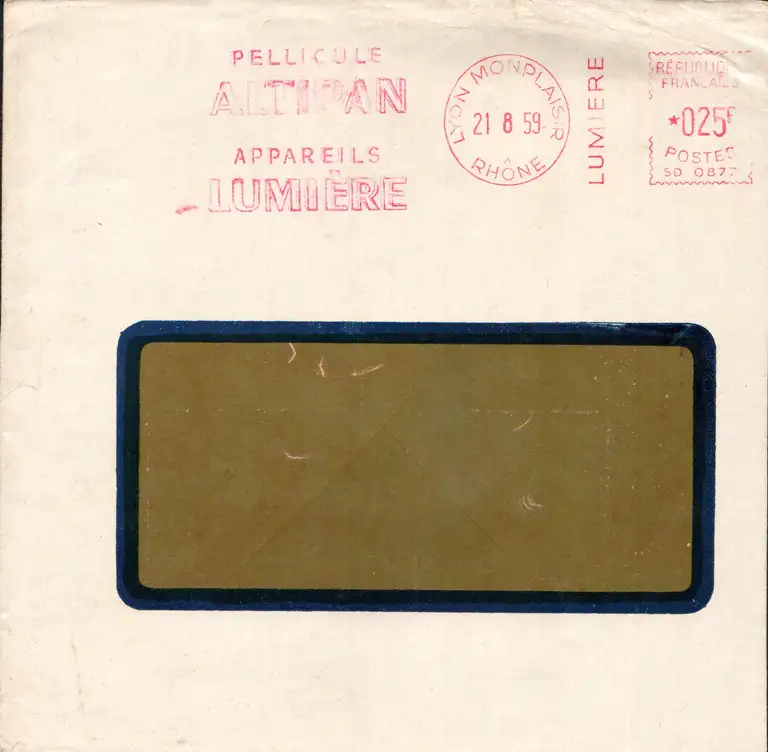 PELLICULE
ALTIPAN
APPAREILS
LUMIÈRE
LYON MONPLAISIR
21 8 59
RHÔNE
LUMIERE
RÉPUBLIQUE
FRANÇAISE
*025F
POSTES
SD 0877